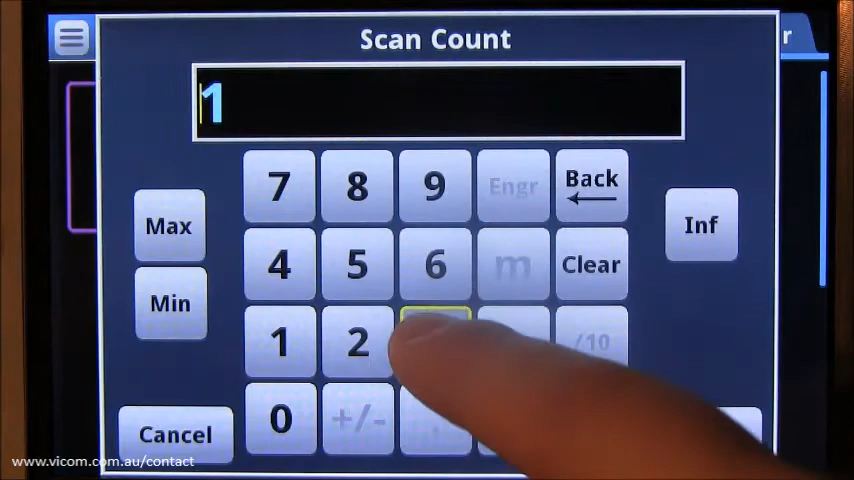 Scan Count
r
1
7 8 9 Engr Back
Max
Inf
4 5 6 m Clear
Min
1 2 /10
0 +/- .
Cancel
www.vicom.com.au/contact